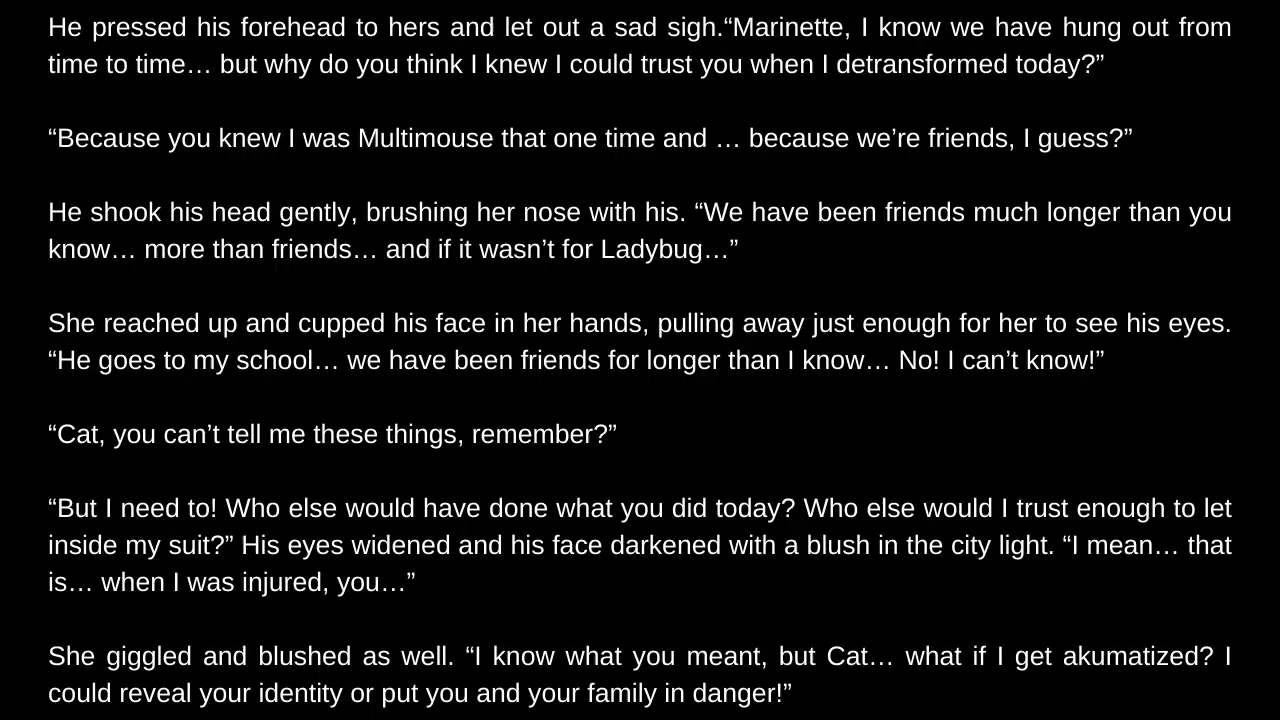 He pressed his forehead to hers and let out a sad sigh.“Marinette, I know we have hung out from
time to time… but why do you think I knew I could trust you when I detransformed today?”
“Because you knew I was Multimouse that one time and … because we’re friends, I guess?”
He shook his head gently, brushing her nose with his. “We have been friends much longer than you
know… more than friends… and if it wasn’t for Ladybug…”
She reached up and cupped his face in her hands, pulling away just enough for her to see his eyes.
“He goes to my school… we have been friends for longer than I know… No! I can’t know!”
“Cat, you can’t tell me these things, remember?”
“But I need to! Who else would have done what you did today? Who else would I trust enough to let
inside my suit?” His eyes widened and his face darkened with a blush in the city light. “I mean… that
is… when I was injured, you…”
She giggled and blushed as well. “I know what you meant, but Cat… what if I get akumatized? I
could reveal your identity or put you and your family in danger!”